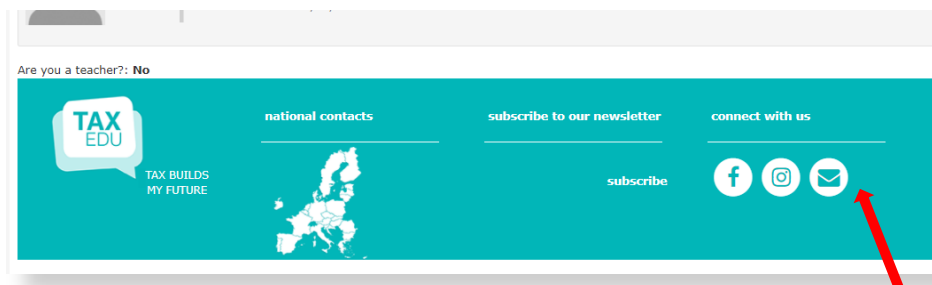 Are you a teacher?: No
TAX
EDU
TAX BUILDS
MY FUTURE
national contacts
subscribe to our newsletter
subscribe
connect with us
f